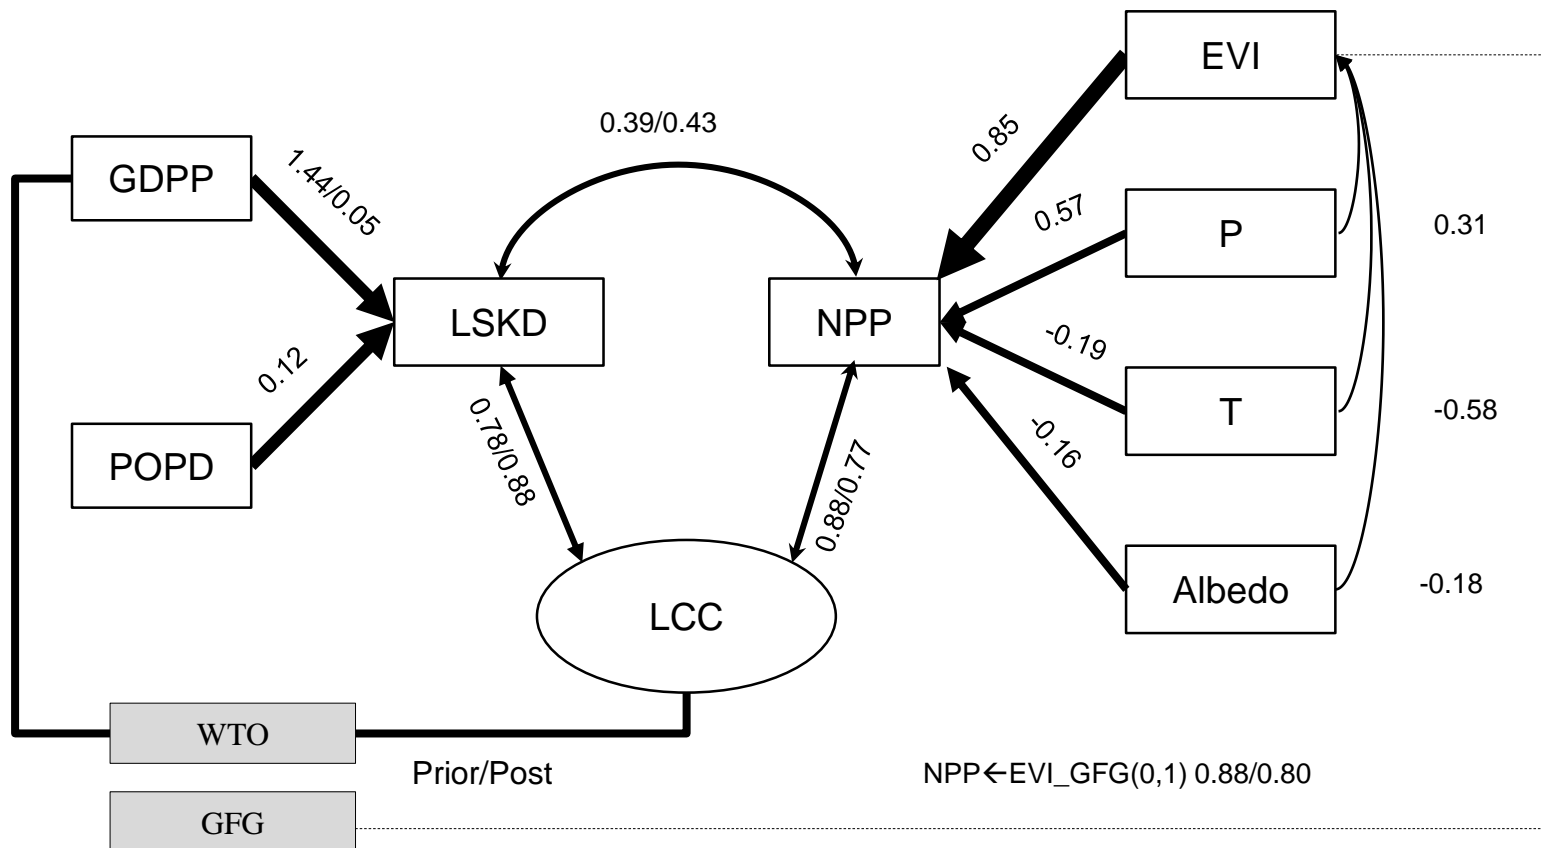 EVI
0.39/0.43
0.85
GDPP
1.44/0.05
0.57
P
0.31
LSKD
NPP
-0.19
0.12
T
-0.58
POPD
0.78/0.88
0.88/0.77
-0.16
Albedo
-0.18
LCC
WTO
Prior/Post
NPP←EVI_GFG(0,1) 0.88/0.80
GFG